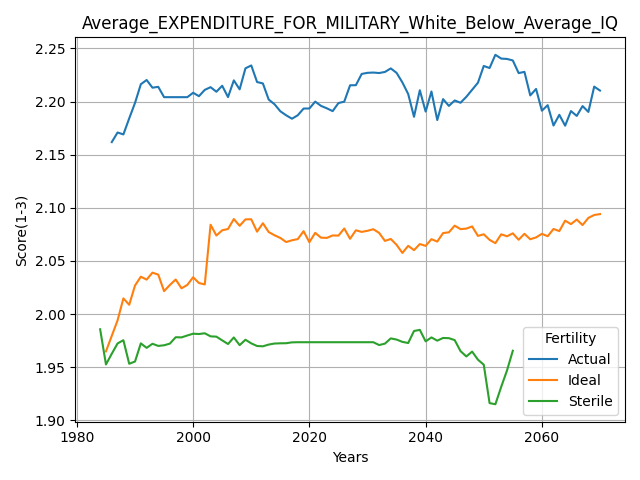 Average_EXPENDITURE_FOR_MILITARY_White_Below_Average_IQ
Score(1-3)
2.25
2.20
2.15
2.10
2.05
2.00
1.95
1.90
1980
2000
2020
2040
2060
Years
Fertility
Actual
Ideal
Sterile